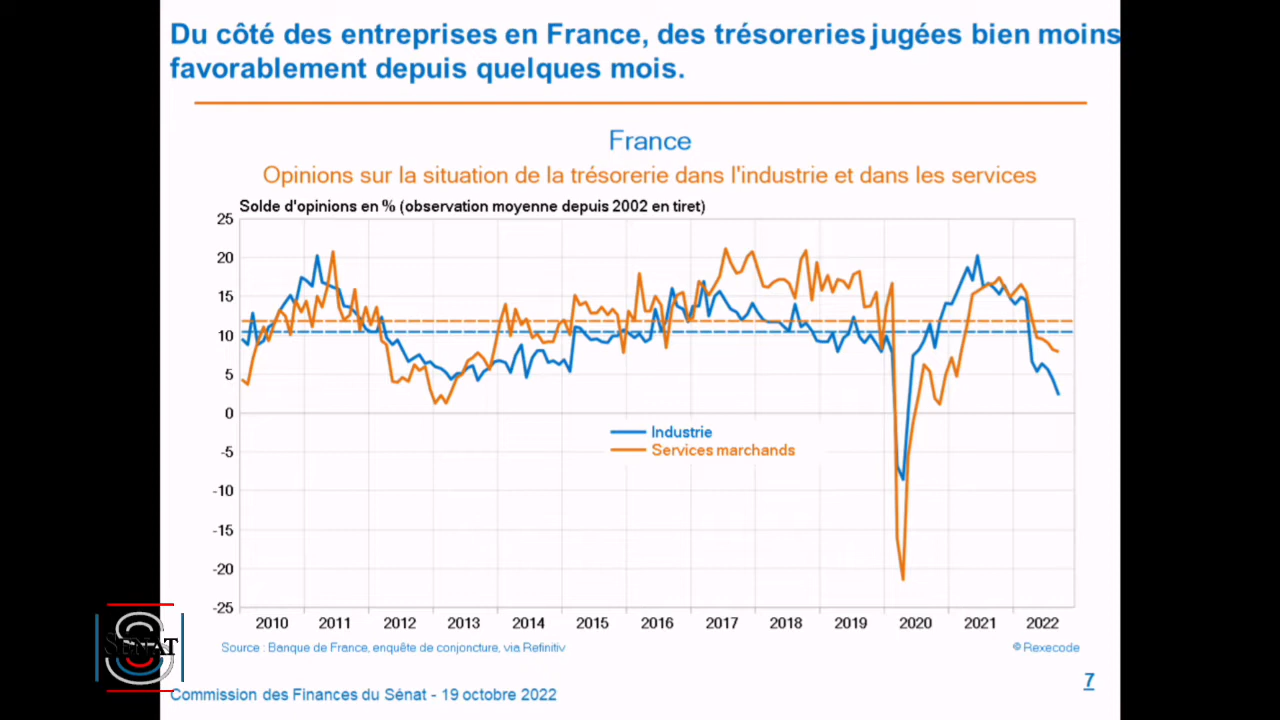 Du côté des entreprises en France, des trésoreries jugées bien moins
favorablement depuis quelques mois.
France
Opinions sur la situation de la trésorerie dans l'industrie et dans les services
Solde d'opinions en % (observation moyenne depuis 2002 en tiret)
25
20
15
10
5
0
-5
-10
-15
-20
-25
Industrie
Services marchands
2010 2011 2012 2013 2014 2015 2016 2017 2018 2019 2020 2021 2022
Source : Banque de France, enquête de conjoncture, via Refinitiv
© Rexecode
SÉNAT
7
Commission des Finances du Sénat - 19 octobre 2022